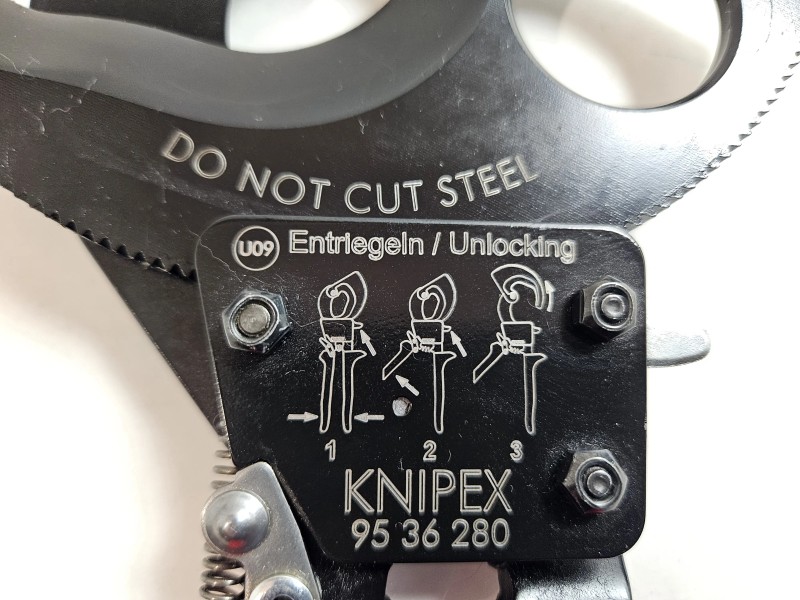 DO NOT CUT STEEL
U09 Entriegeln / Unlocking
1 2 3
KNIPEX
95 36 280